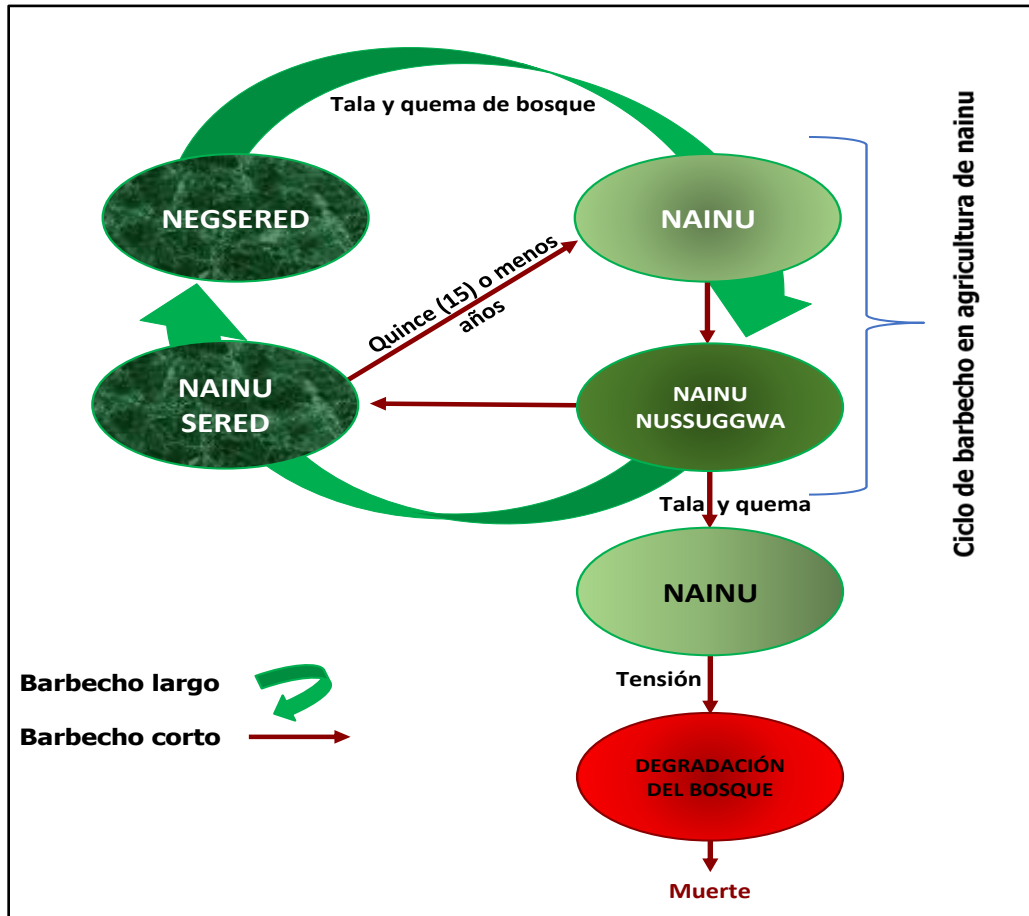 Tala y quema de bosque
NEGSERED
NAINU
Quince (15) o menos
años
NAINU
SERED
NAINU
NUSSUGGWA
Tala y quema
NAINU
Tensión
DEGRADACIÓN
DEL BOSQUE
Muerte
Barbecho largo
Barbecho corto
Ciclo de barbecho en agricultura de nainu